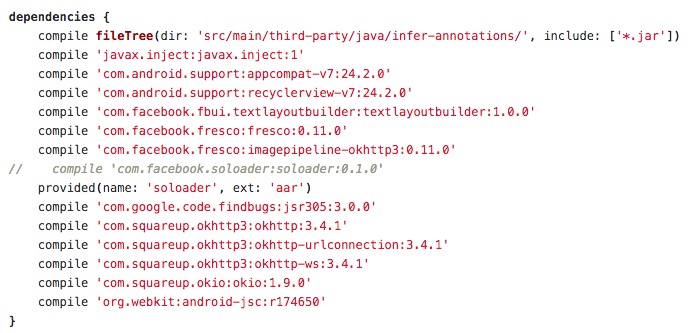 dependencies {
    compile fileTree(dir: 'src/main/third-party/java/infer-annotations/', include: ['*.jar'])
    compile 'javax.inject:javax.inject:1'
    compile 'com.android.support:appcompat-v7:24.2.0'
    compile 'com.android.support:recyclerview-v7:24.2.0'
    compile 'com.facebook.fbui.textlayoutbuilder:textlayoutbuilder:1.0.0'
    compile 'com.facebook.fresco:fresco:0.11.0'
    compile 'com.facebook.fresco:imagepipeline-okhttp3:0.11.0'
//    compile 'com.facebook.soloader:soloader:0.1.0'
    provided(name: 'soloader', ext: 'aar')
    compile 'com.google.code.findbugs:jsr305:3.0.0'
    compile 'com.squareup.okhttp3:okhttp:3.4.1'
    compile 'com.squareup.okhttp3:okhttp-urlconnection:3.4.1'
    compile 'com.squareup.okhttp3:okhttp-ws:3.4.1'
    compile 'com.squareup.okio:okio:1.9.0'
    compile 'org.webkit:android-jsc:r174650'
}